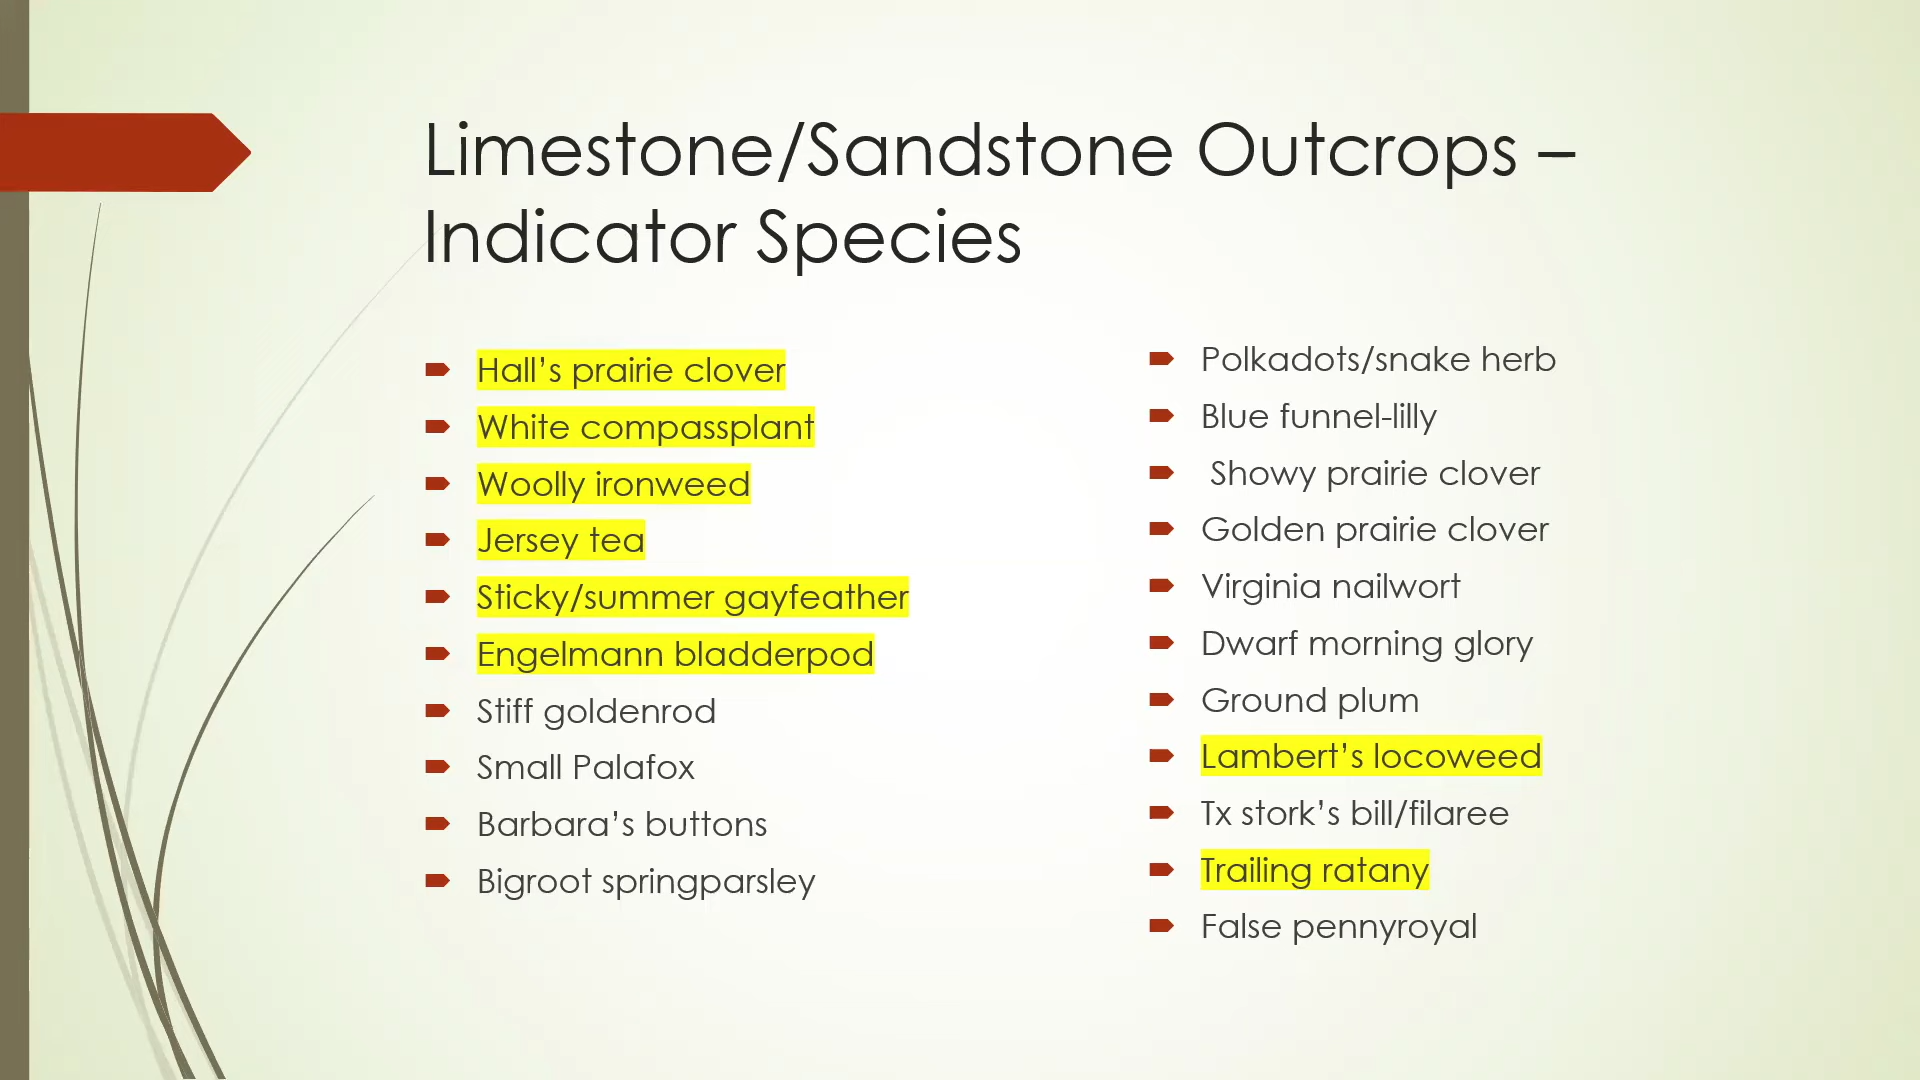 Limestone/Sandstone Outcrops –
Indicator Species
Hall’s prairie clover
White compassplant
Woolly ironweed
Jersey tea
Sticky/summer gayfeather
Engelmann bladderpod
Stiff goldenrod
Small Palafox
Barbara’s buttons
Bigroot springparsley
Polkadots/snake herb
Blue funnel-lilly
Showy prairie clover
Golden prairie clover
Virginia nailwort
Dwarf morning glory
Ground plum
Lambert’s locoweed
Tx stork’s bill/filaree
Trailing ratany
False pennyroyal